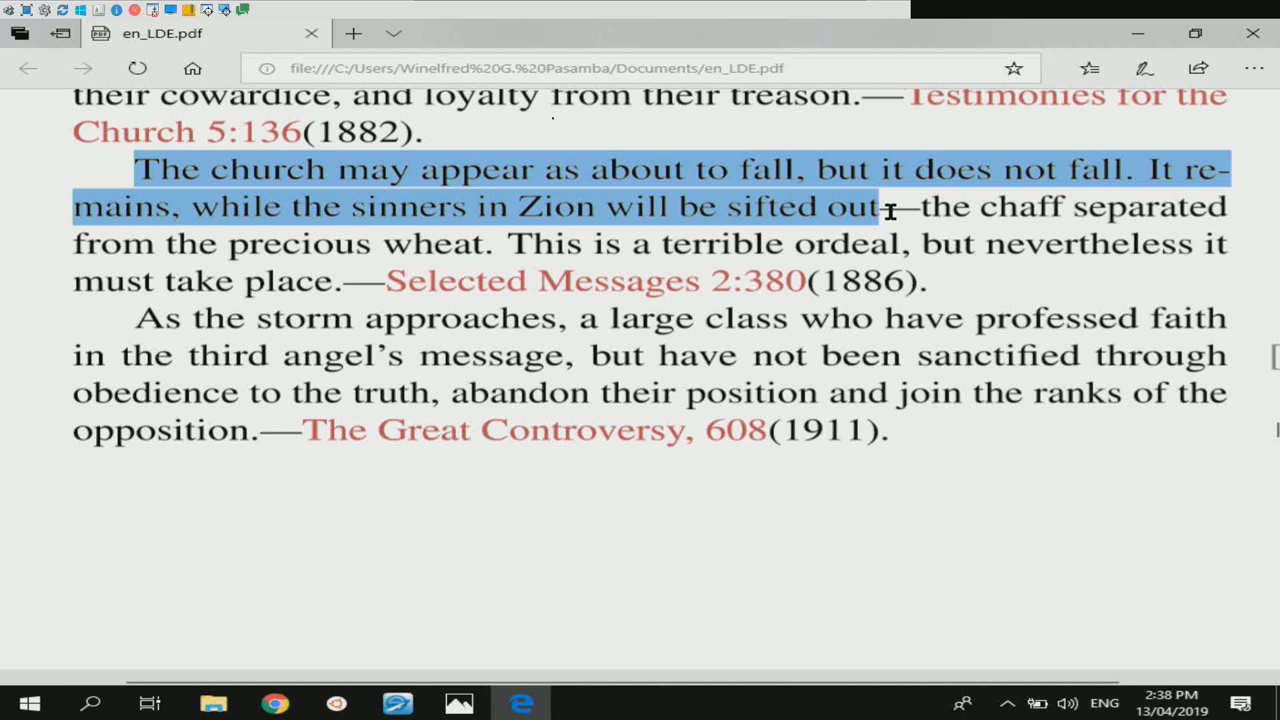 en_LDE.pdf
file:///C:/Users/Winelfred%20G.%20Pasamba/Documents/en_LDE.pdf
their cowardice, and loyalty from their treason.—Testimonies for the
Church 5:136(1882).
The church may appear as about to fall, but it does not fall. It re-
mains, while the sinners in Zion will be sifted out—the chaff separated
from the precious wheat. This is a terrible ordeal, but nevertheless it
must take place.—Selected Messages 2:380(1886).
As the storm approaches, a large class who have professed faith
in the third angel’s message, but have not been sanctified through
obedience to the truth, abandon their position and join the ranks of the
opposition.—The Great Controversy, 608(1911).
ENG
2:38 PM
13/04/2019